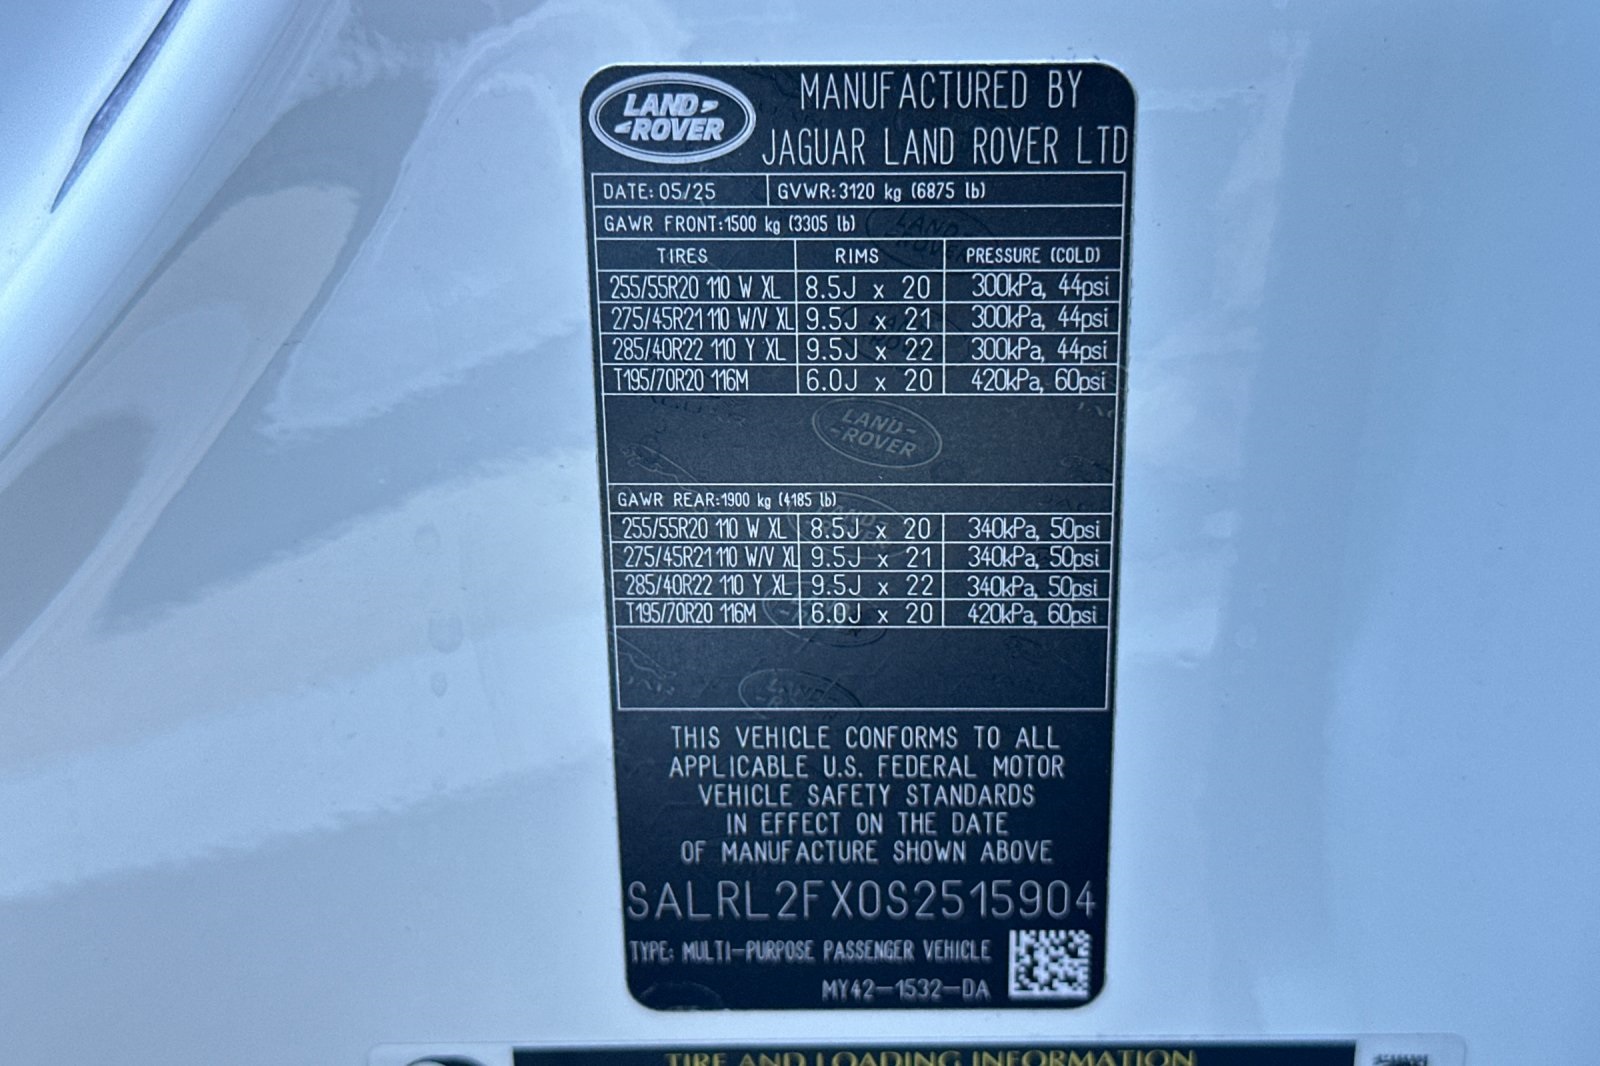 LAND-
-ROVER
MANUFACTURED BY
JAGUAR LAND ROVER LTD
DATE: 05/25 GVWR: 3120 kg (6875 lb)
GAWR FRONT: 1500 kg (3305 lb)
TIRES RIMS PRESSURE (COLD)
255/55R20 110 W XL 8.5J x 20 300kPa, 44psi
275/45R21 110 W/V XL 9.5J x 21 300kPa, 44psi
285/40R22 110 Y XL 9.5J x 22 300kPa, 44psi
T195/70R20 116M 6.0J x 20 420kPa, 60psi
LAND-
-ROVER
GAWR REAR: 1900 kg (4185 lb)
255/55R20 110 W XL 8.5J x 20 340kPa, 50psi
275/45R21 110 W/V XL 9.5J x 21 340kPa, 50psi
285/40R22 110 Y XL 9.5J x 22 340kPa, 50psi
T195/70R20 116M 6.0J x 20 420kPa, 60psi
THIS VEHICLE CONFORMS TO ALL
APPLICABLE U.S. FEDERAL MOTOR
VEHICLE SAFETY STANDARDS
IN EFFECT ON THE DATE
OF MANUFACTURE SHOWN ABOVE
SALRL2FX0S2515904
TYPE: MULTI-PURPOSE PASSENGER VEHICLE
MY42-1532-DA
TIRE AND LOADING INFORMATION